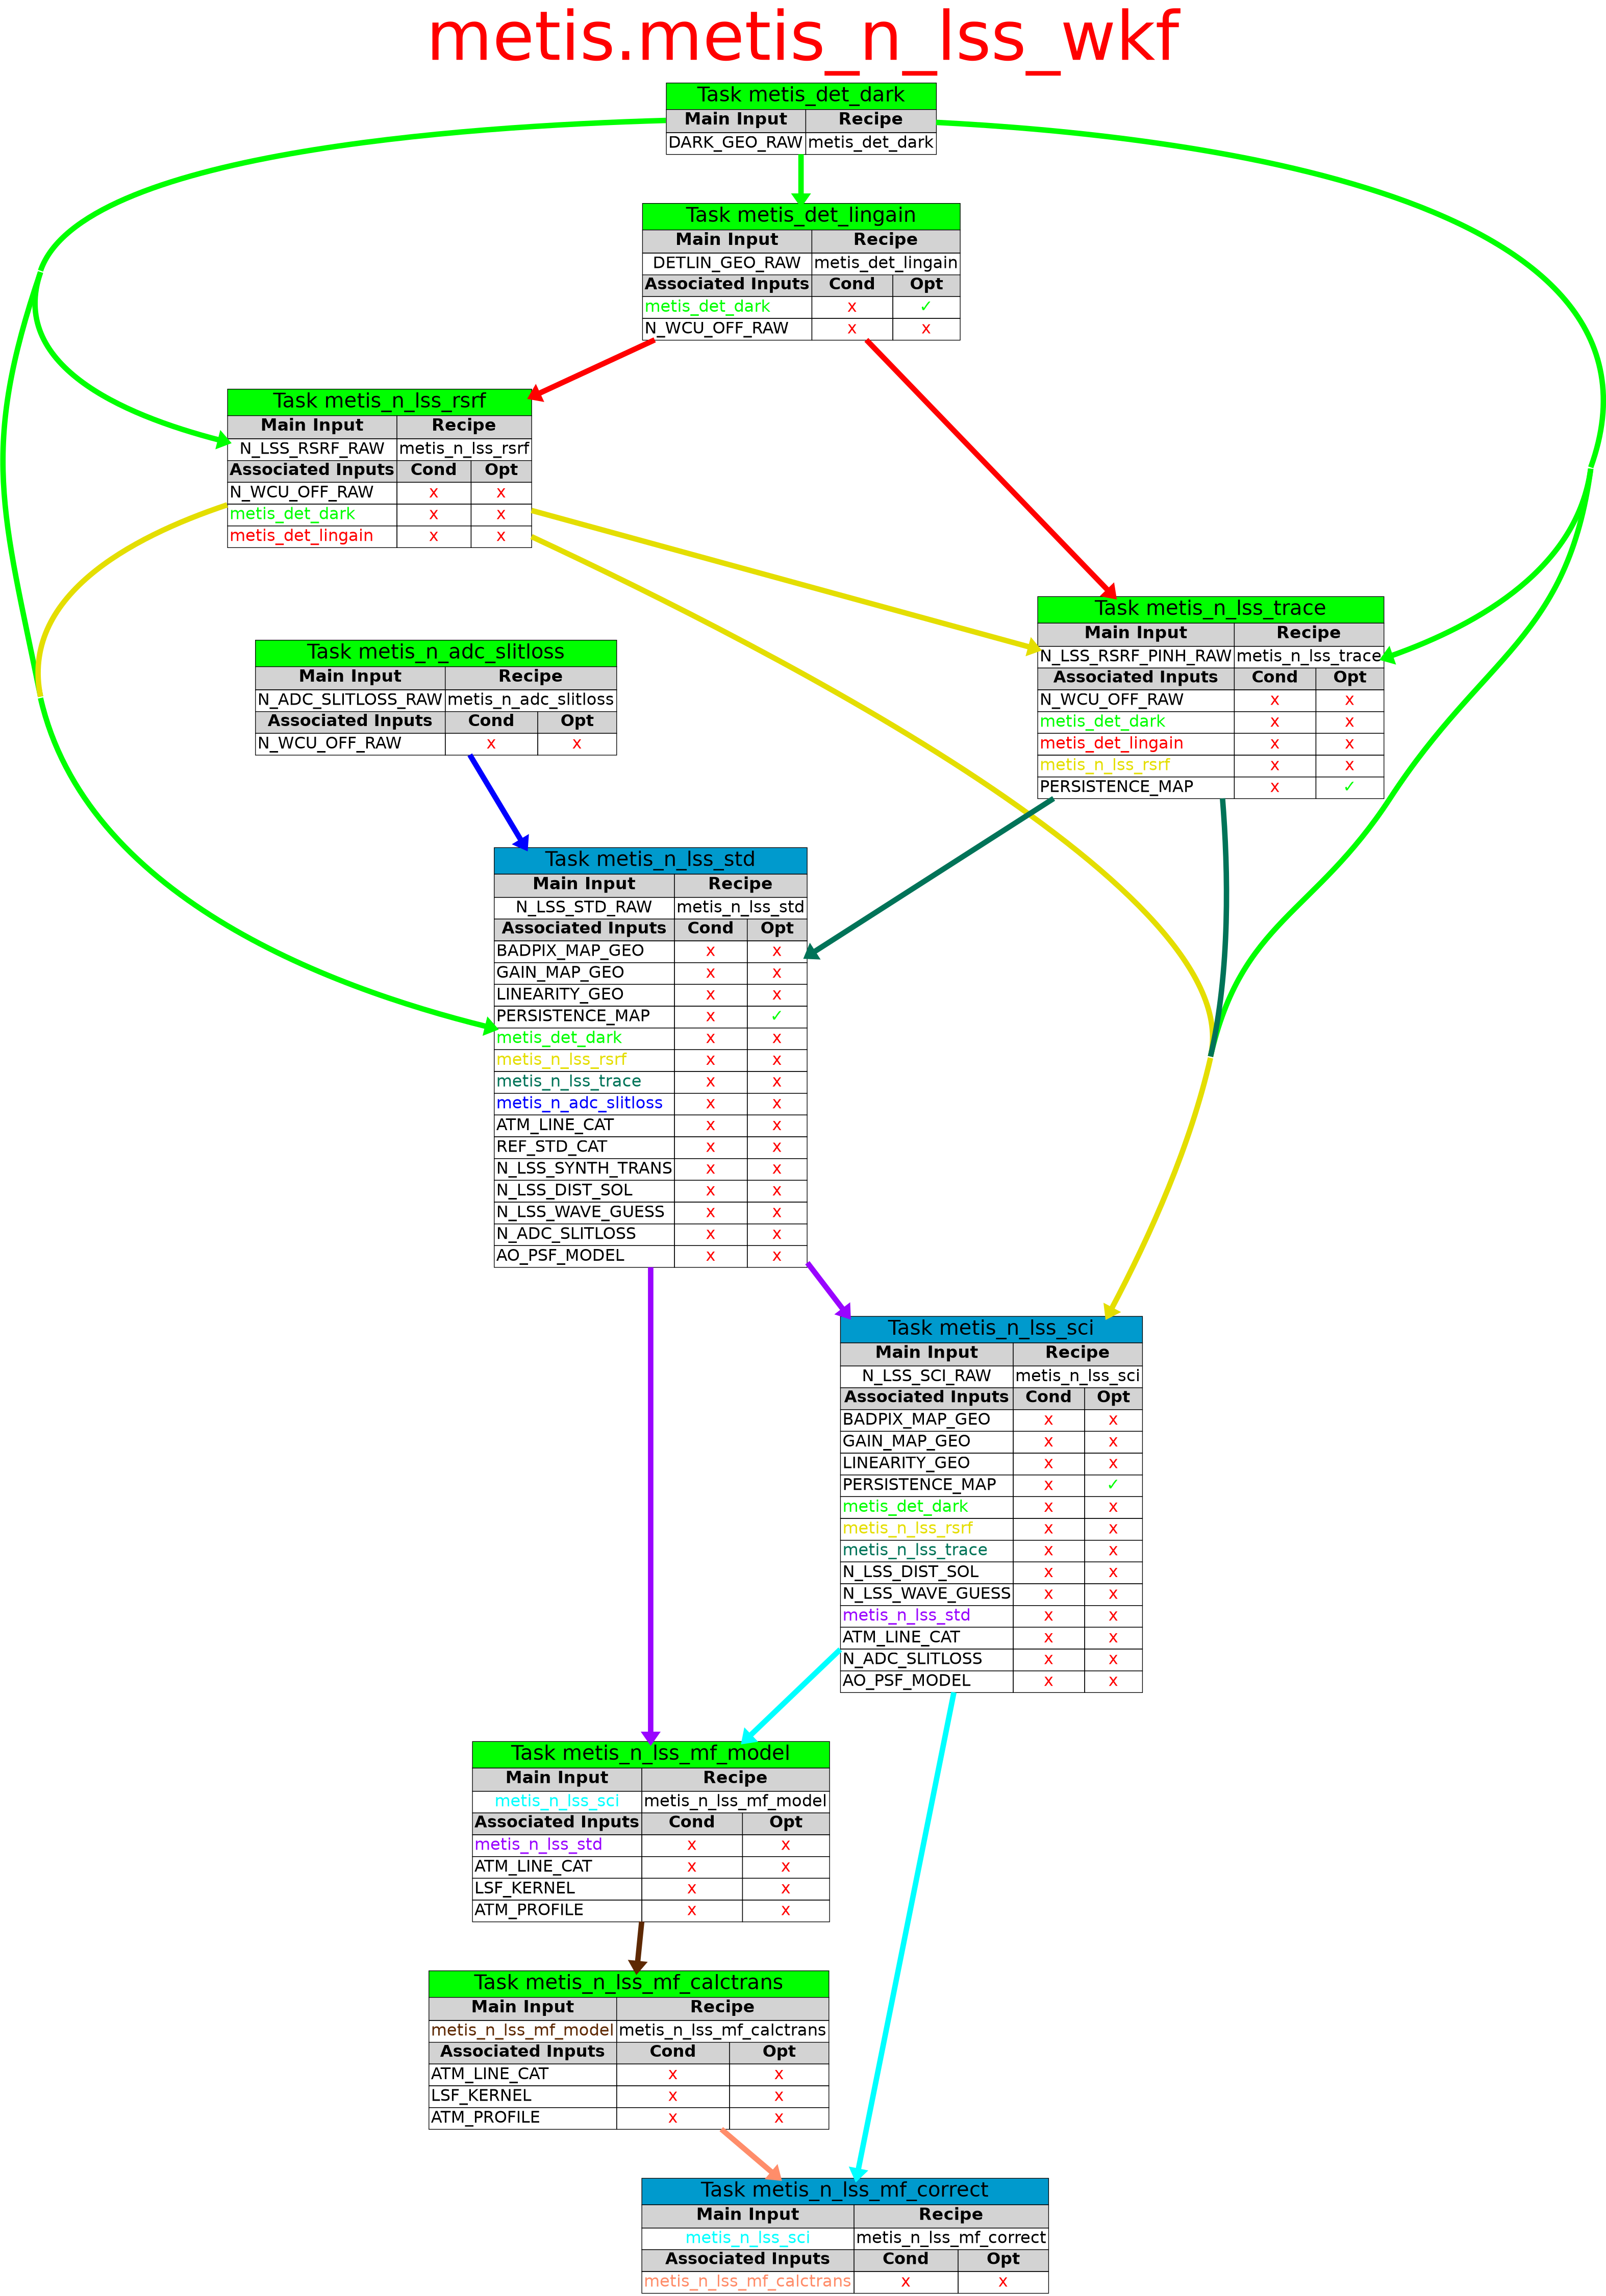 metis.metis_n_lss_wkf
Task metis_det_dark
Main Input Recipe
DARK_GEO_RAW metis_det_dark
Task metis_det_lingain
Main Input Recipe
DETLIN_GEO_RAW metis_det_lingain
Associated Inputs Cond Opt
metis_det_dark x ✓
N_WCU_OFF_RAW x x
Task metis_n_lss_rsrf
Main Input Recipe
N_LSS_RSRF_RAW metis_n_lss_rsrf
Associated Inputs Cond Opt
N_WCU_OFF_RAW x x
metis_det_dark x x
metis_det_lingain x x
Task metis_n_lss_trace
Main Input Recipe
N_LSS_RSRF_PINH_RAW metis_n_lss_trace
Associated Inputs Cond Opt
N_WCU_OFF_RAW x x
metis_det_dark x x
metis_det_lingain x x
metis_n_lss_rsrf x x
PERSISTENCE_MAP x ✓
Task metis_n_adc_slitloss
Main Input Recipe
N_ADC_SLITLOSS_RAW metis_n_adc_slitloss
Associated Inputs Cond Opt
N_WCU_OFF_RAW x x
Task metis_n_lss_std
Main Input Recipe
N_LSS_STD_RAW metis_n_lss_std
Associated Inputs Cond Opt
BADPIX_MAP_GEO x x
GAIN_MAP_GEO x x
LINEARITY_GEO x x
PERSISTENCE_MAP x ✓
metis_det_dark x x
metis_n_lss_rsrf x x
metis_n_lss_trace x x
metis_n_adc_slitloss x x
ATM_LINE_CAT x x
REF_STD_CAT x x
N_LSS_SYNTH_TRANS x x
N_LSS_DIST_SOL x x
N_LSS_WAVE_GUESS x x
N_ADC_SLITLOSS x x
AO_PSF_MODEL x x
Task metis_n_lss_sci
Main Input Recipe
N_LSS_SCI_RAW metis_n_lss_sci
Associated Inputs Cond Opt
BADPIX_MAP_GEO x x
GAIN_MAP_GEO x x
LINEARITY_GEO x x
PERSISTENCE_MAP x ✓
metis_det_dark x x
metis_n_lss_rsrf x x
metis_n_lss_trace x x
N_LSS_DIST_SOL x x
N_LSS_WAVE_GUESS x x
metis_n_lss_std x x
ATM_LINE_CAT x x
N_ADC_SLITLOSS x x
AO_PSF_MODEL x x
Task metis_n_lss_mf_model
Main Input Recipe
metis_n_lss_sci metis_n_lss_mf_model
Associated Inputs Cond Opt
metis_n_lss_std x x
ATM_LINE_CAT x x
LSF_KERNEL x x
ATM_PROFILE x x
Task metis_n_lss_mf_calctrans
Main Input Recipe
metis_n_lss_mf_model metis_n_lss_mf_calctrans
Associated Inputs Cond Opt
ATM_LINE_CAT x x
LSF_KERNEL x x
ATM_PROFILE x x
Task metis_n_lss_mf_correct
Main Input Recipe
metis_n_lss_sci metis_n_lss_mf_correct
Associated Inputs Cond Opt
metis_n_lss_mf_calctrans x x